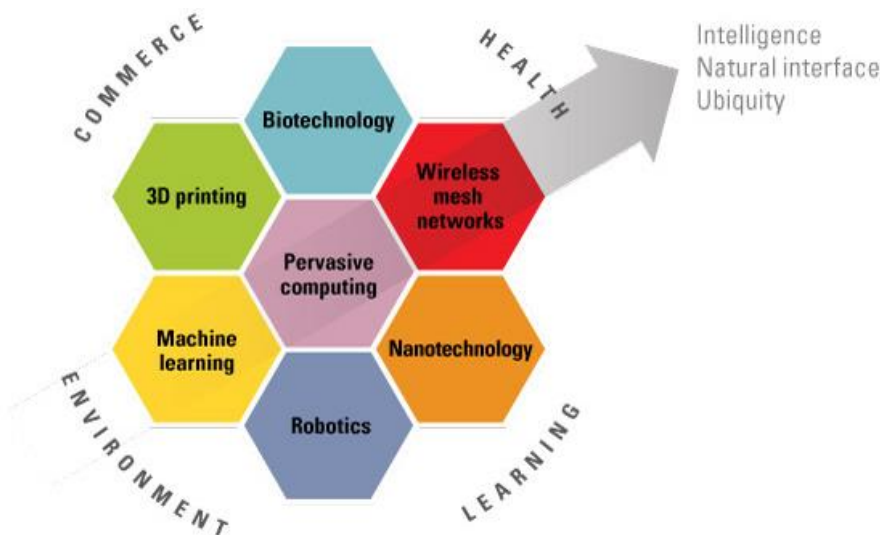 COMMERCE
HEALTH
Intelligence
Natural interface
Ubiquity
Biotechnology
3D printing
Wireless
mesh
networks
Pervasive
computing
Machine
learning
Nanotechnology
Robotics
ENVIRONMENT
LEARNING